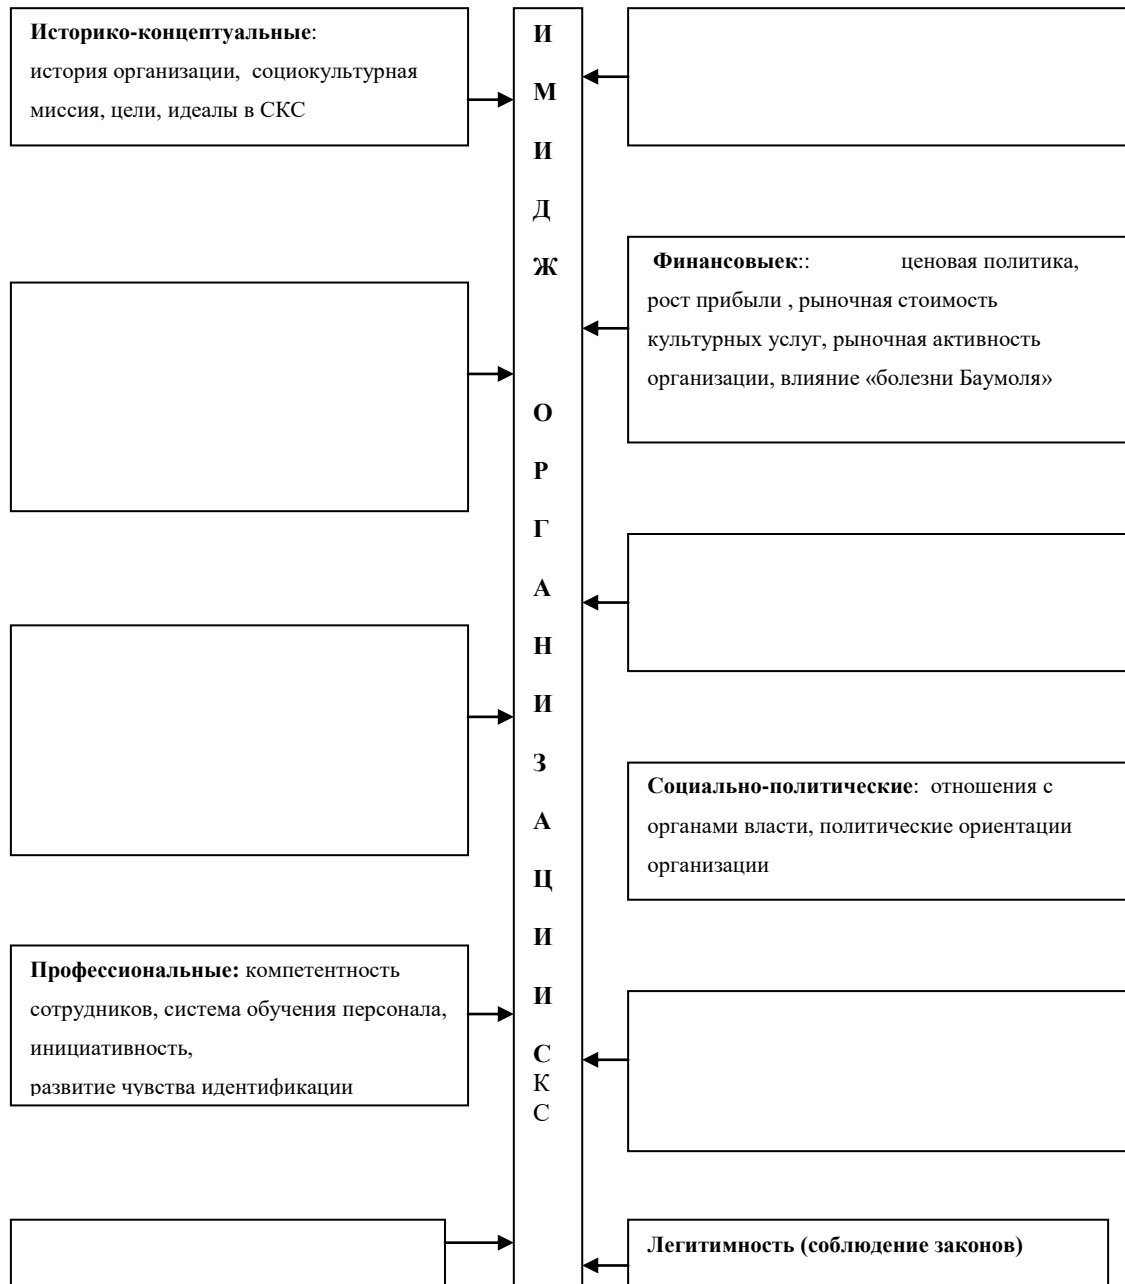 Историко-концептуальные:
история организации, социокультурная
миссия, цели, идеалы в СКС
И
М
И
Д
Ж
О
Р
Г
А
Н
И
З
А
Ц
И
И
С
К
С
Финансовыек:: ценовая политика,
рост прибыли , рыночная стоимость
культурных услуг, рыночная активность
организации, влияние «болезни Баумоля»
Социально-политические: отношения с
органами власти, политические ориентации
организации
Профессиональные: компетентность
сотрудников, система обучения персонала,
инициативность,
развитие чувства идентификации
Легитимность (соблюдение законов)